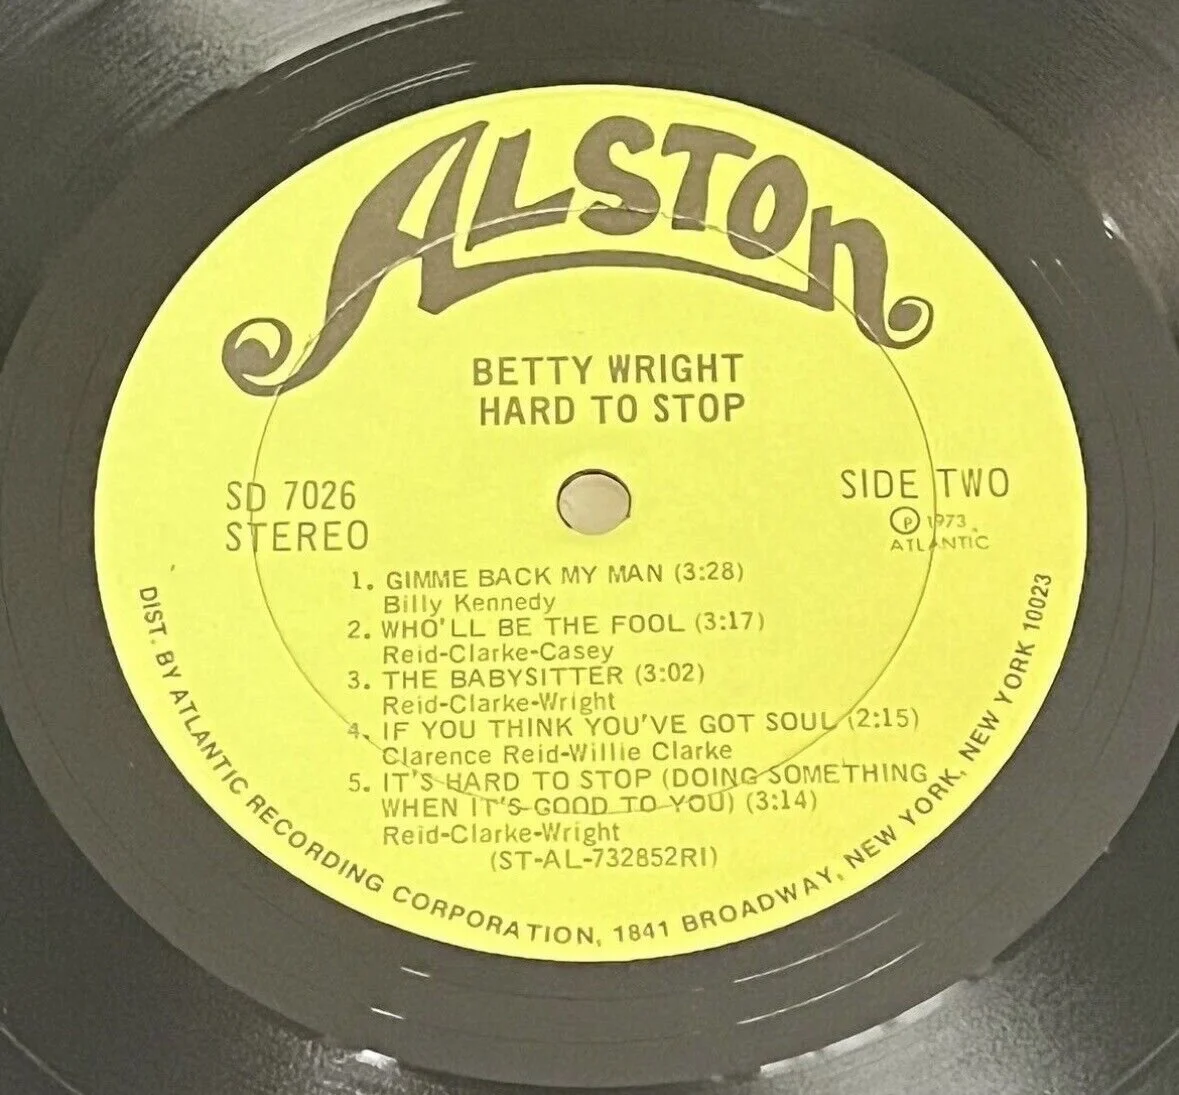 ALSTON
BETTY WRIGHT
HARD TO STOP
SD 7026
STEREO
SIDE TWO
Ⓟ 1973
ATLANTIC
1. GIMME BACK MY MAN (3:28)
Billy Kennedy
2. WHO'LL BE THE FOOL (3:17)
Reid-Clarke-Casey
3. THE BABYSITTER (3:02)
Reid-Clarke-Wright
4. IF YOU THINK YOU'VE GOT SOUL (2:15)
Clarence Reid-Willie Clarke
5. IT'S HARD TO STOP (DOING SOMETHING
WHEN IT'S GOOD TO YOU) (3:14)
Reid-Clarke-Wright
(ST-AL-732852RI)
DIST. BY ATLANTIC RECORDING CORPORATION, 1841 BROADWAY, NEW YORK, NEW YORK 10023